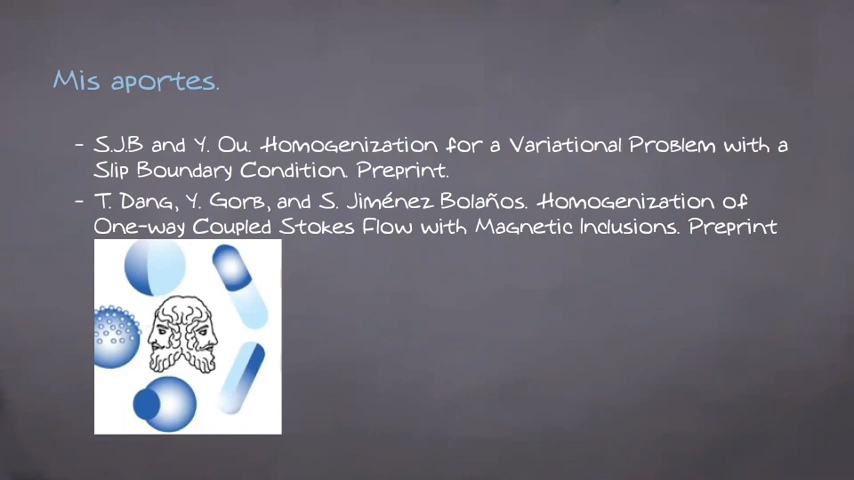 Mis aportes.
- S.J.B and Y. Ou. Homogenization for a Variational Problem with a
Slip Boundary Condition. Preprint.
- T. Dang, Y. Gorb, and S. Jiménez Bolaños. Homogenization of
One-way Coupled Stokes Flow with Magnetic Inclusions. Preprint